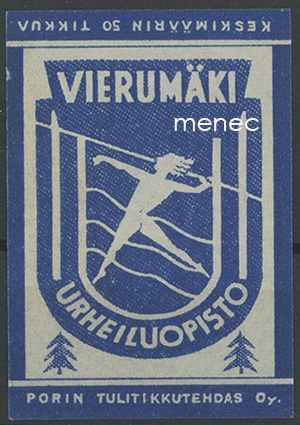 KESKIMÄÄRIN 50 TIKKUA
VIERUMÄKI
menec
URHEILUOPISTO
PORIN TULITIKKUTEHDAS Oy.